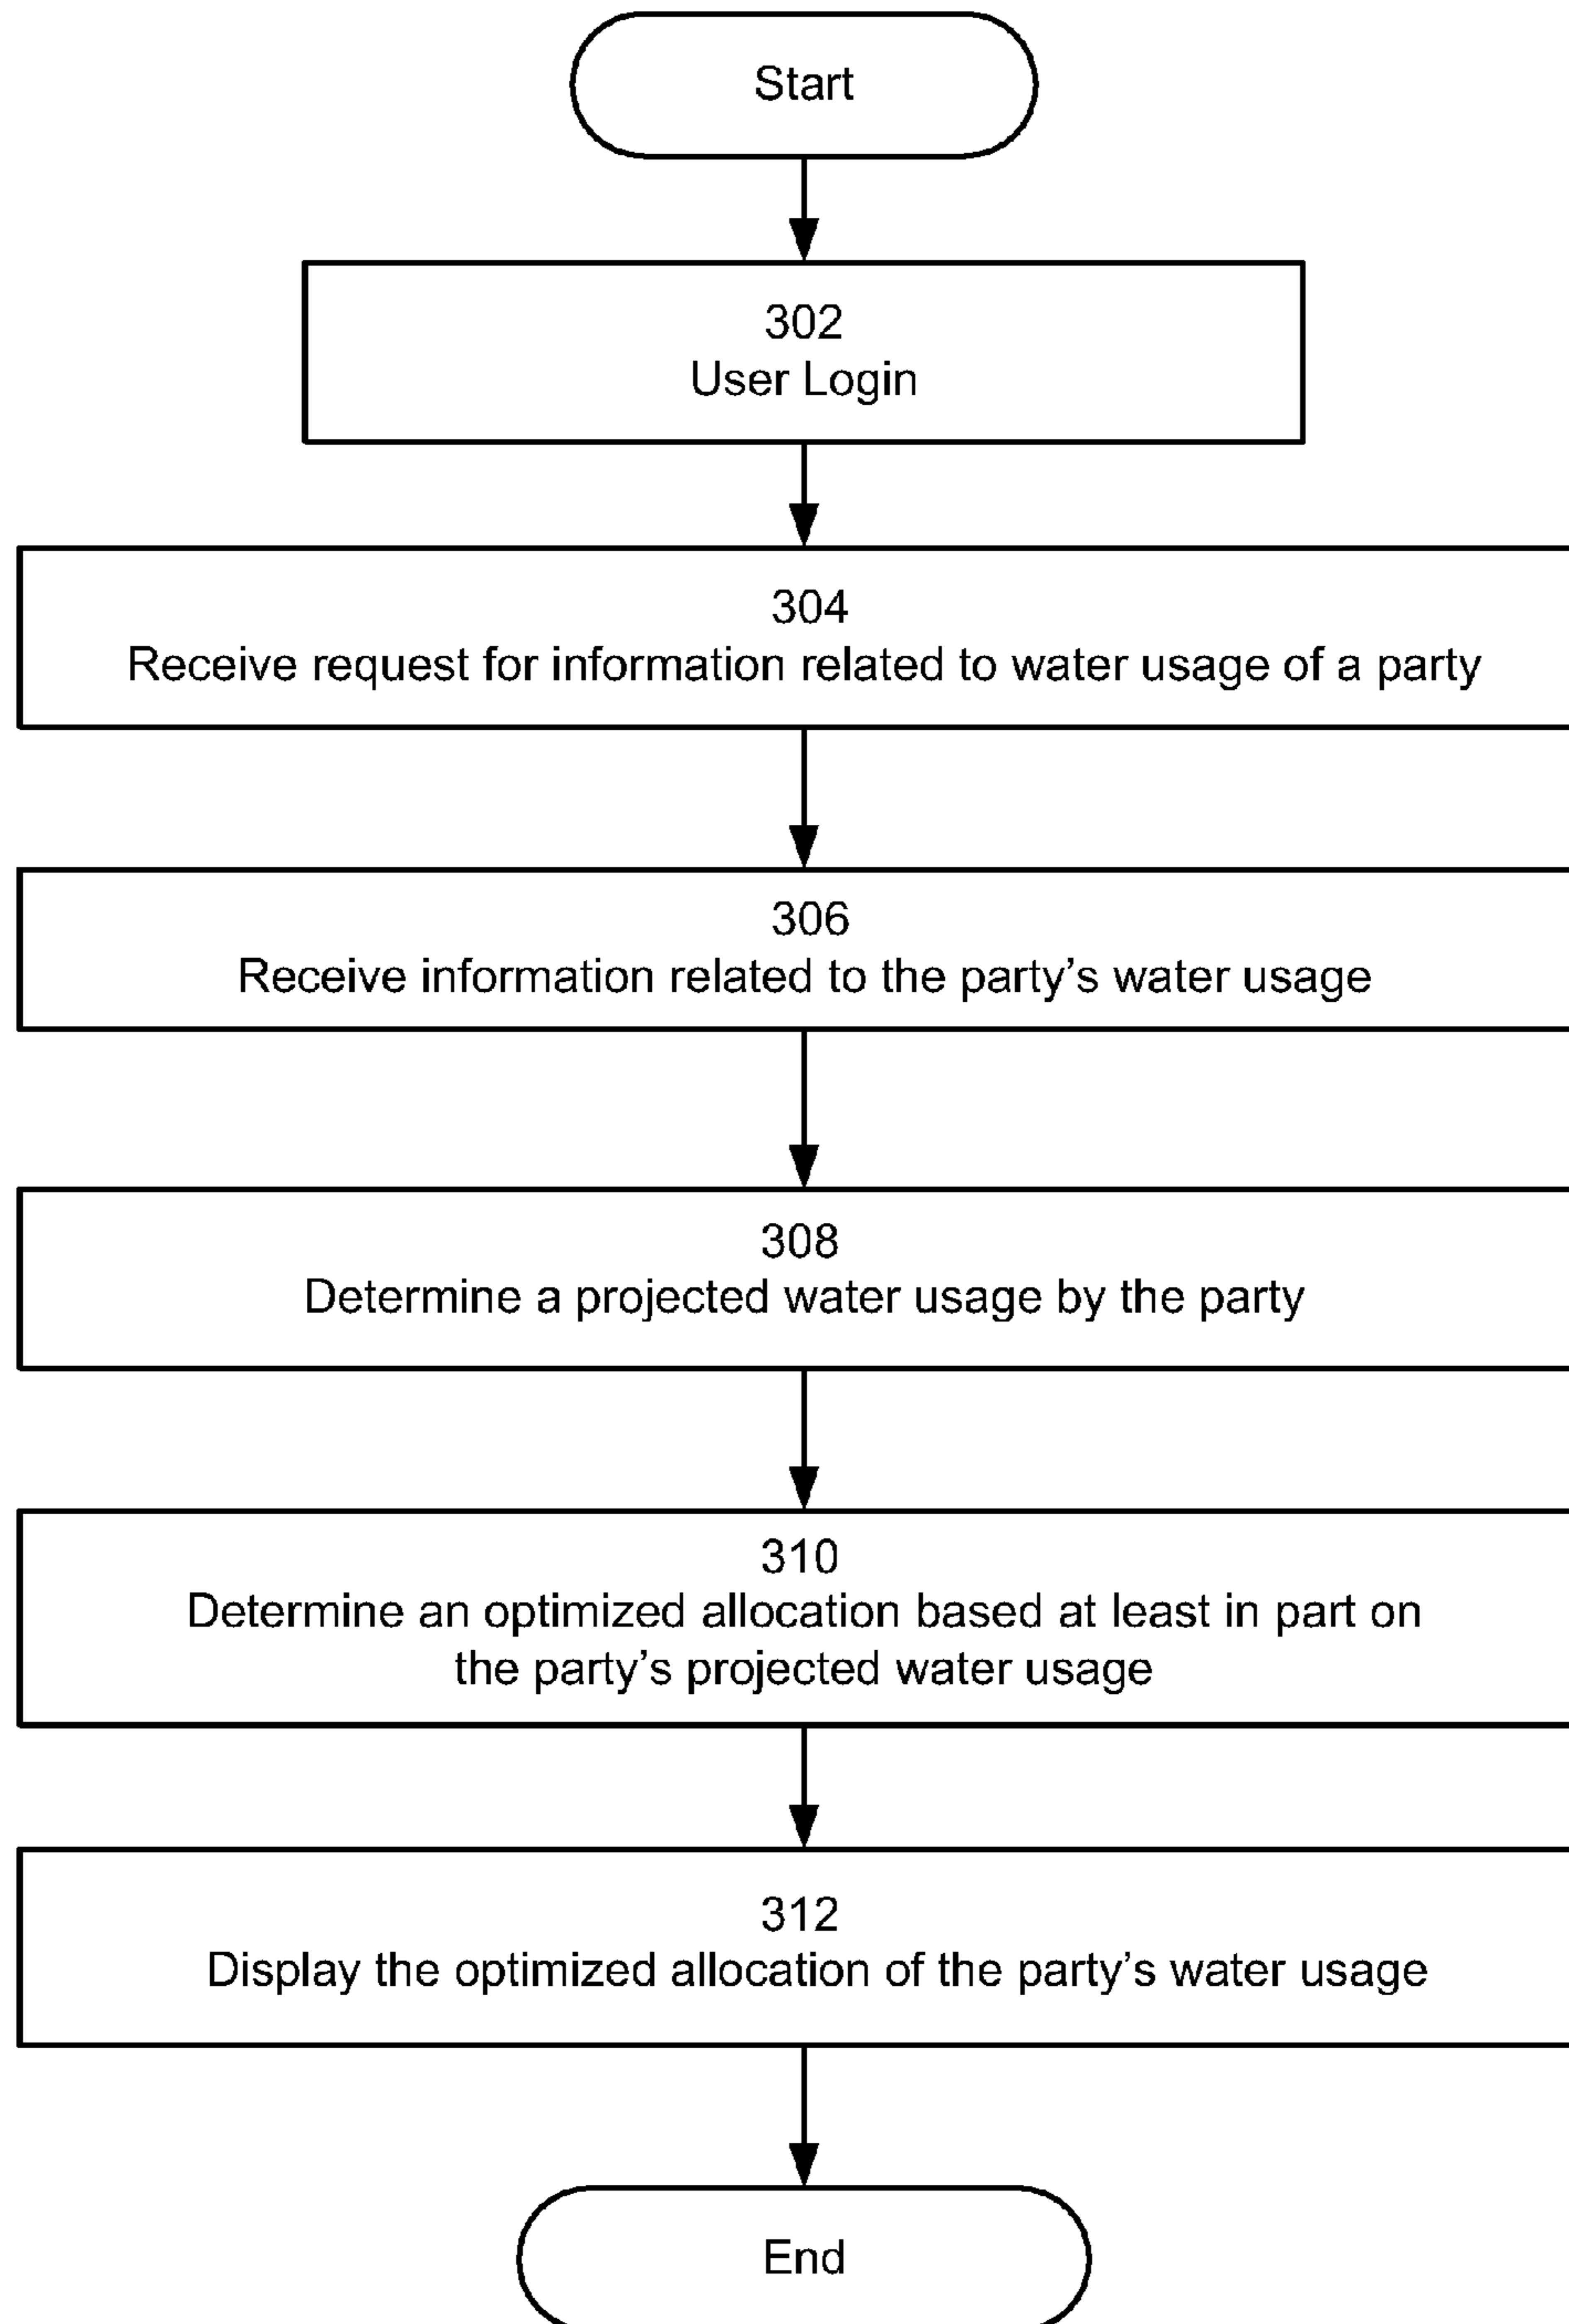 Start
302
User Login
304
Receive request for information related to water usage of a party
306
Receive information related to the party’s water usage
308
Determine a projected water usage by the party
310
Determine an optimized allocation based at least in part on
the party’s projected water usage
312
Display the optimized allocation of the party’s water usage
End